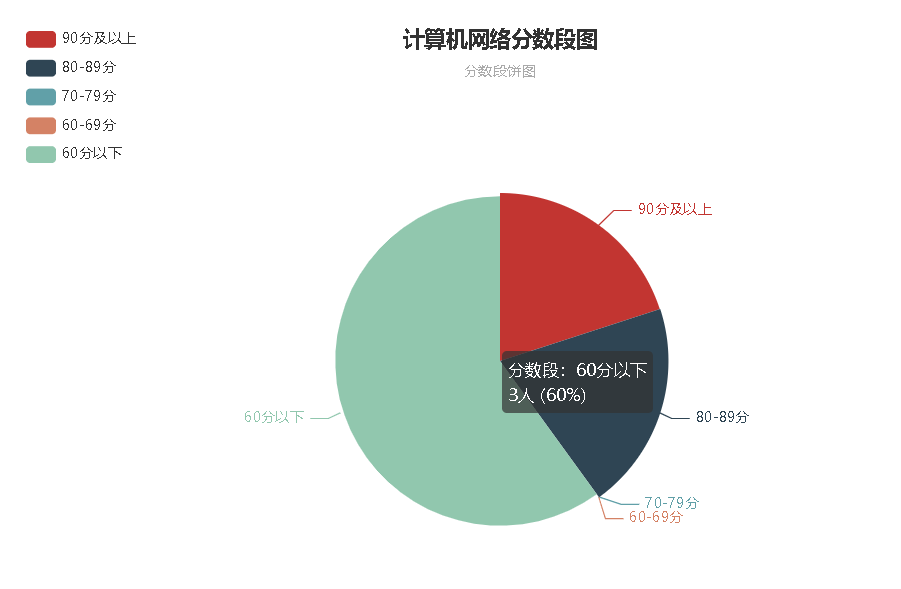 计算机网络分数段图
分数段饼图
90分及以上
80-89分
70-79分
60-69分
60分以下
90分及以上
分数段：60分以下
3人 (60%)
60分以下
80-89分
70-79分
60-69分